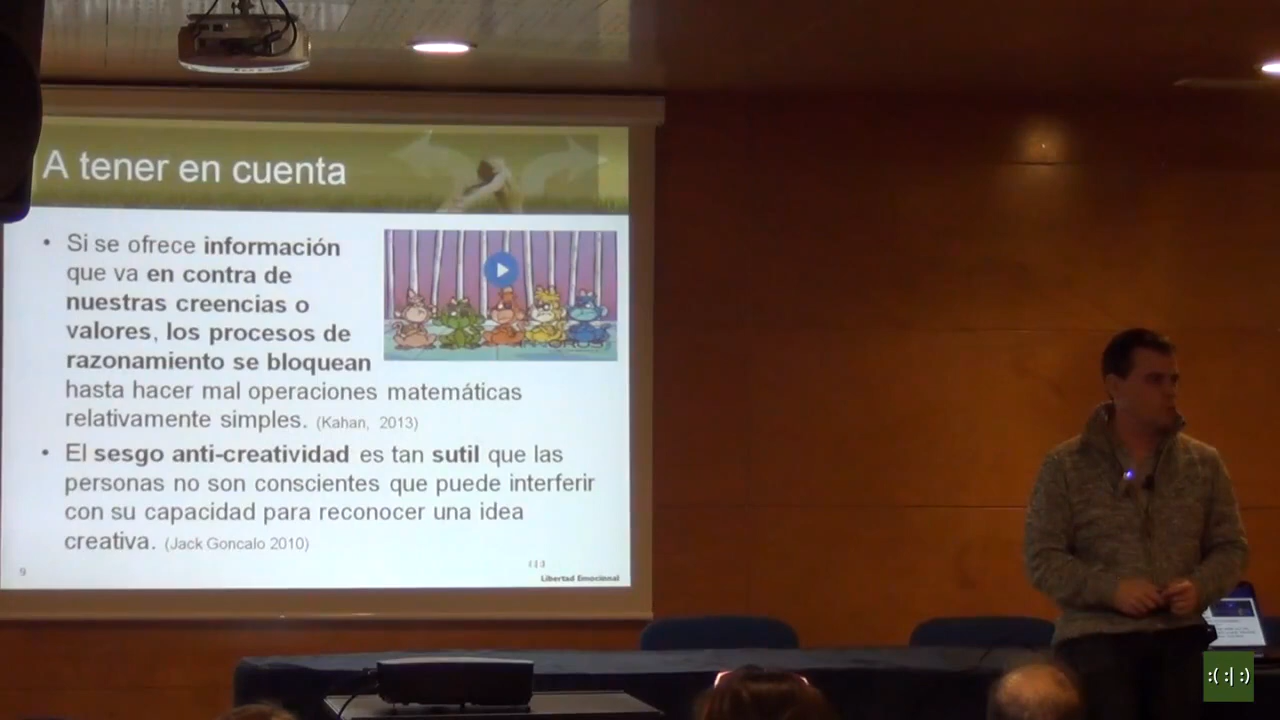 A tener en cuenta
• Si se ofrece información
que va en contra de
nuestras creencias o
valores, los procesos de
razonamiento se bloquean
hasta hacer mal operaciones matemáticas
relativamente simples. (Kahan, 2013)
• El sesgo anti-creatividad es tan sutil que las
personas no son conscientes que puede interferir
con su capacidad para reconocer una idea
creativa. (Jack Goncalo 2010)
9
:( :| :)
Libertad Emocional
:( :| :)